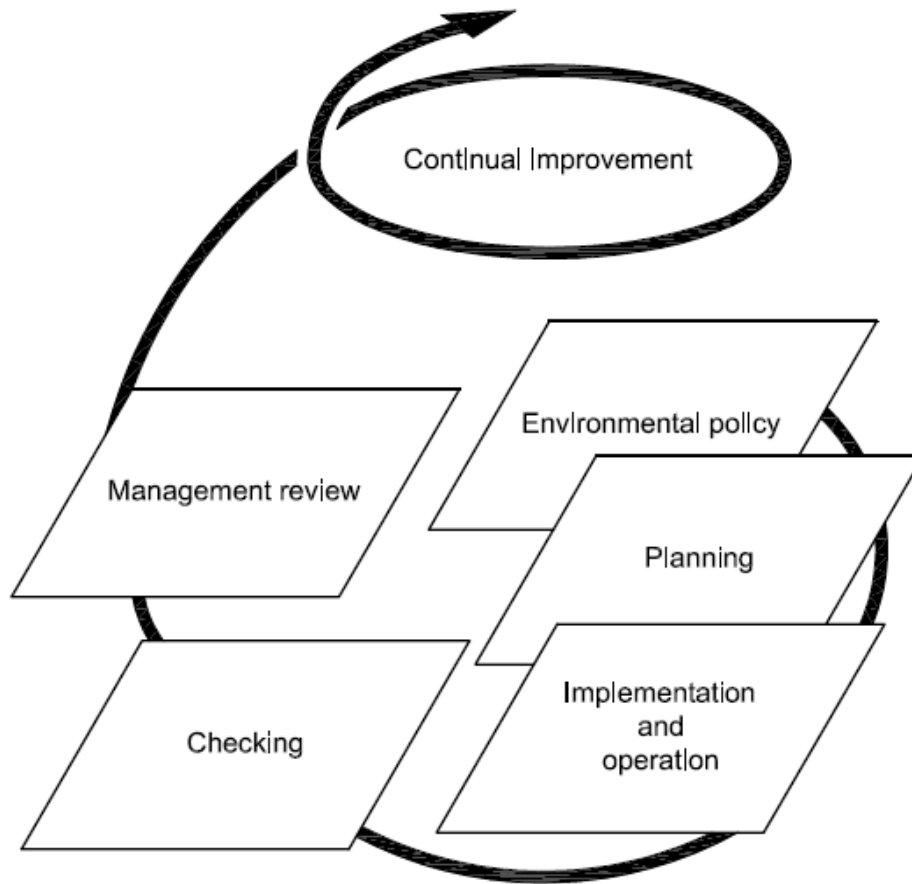 Continual Improvement
Environmental policy
Management review
Planning
Implementation
and
operation
Checking